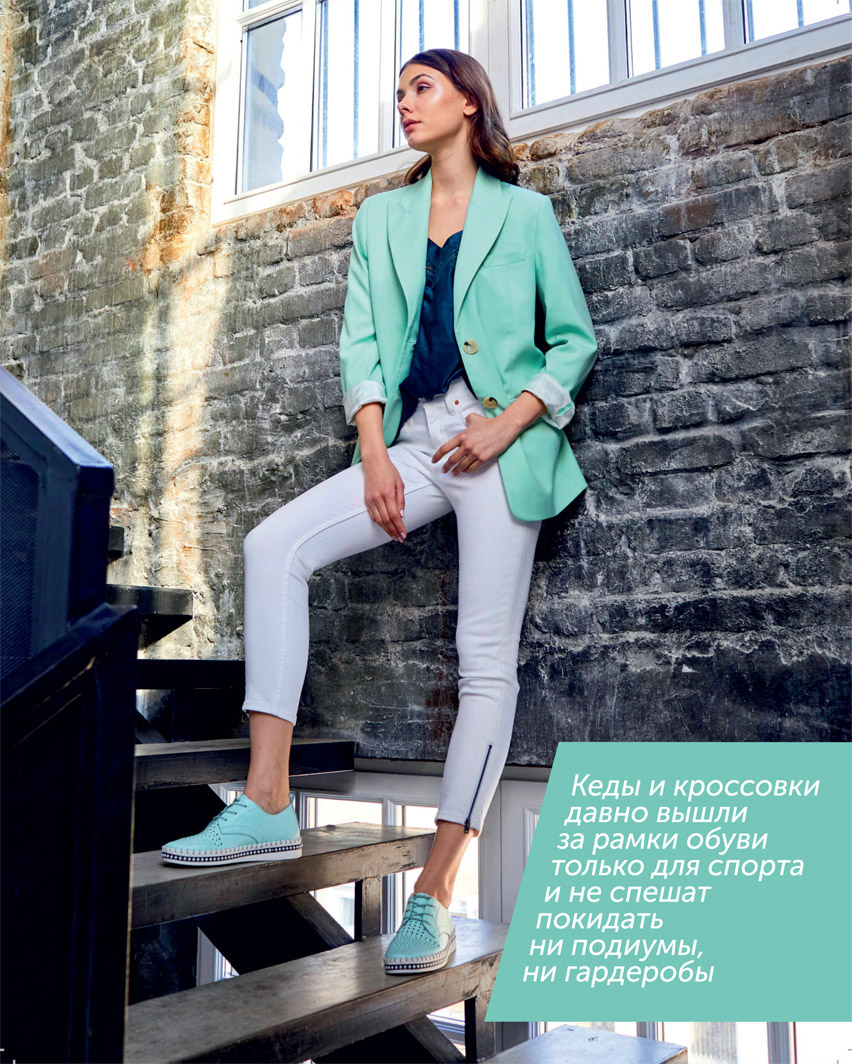 Кеды и кроссовки
давно вышли
за рамки обуви
только для спорта
и не спешат
покидать
ни подиумы,
ни гардеробы